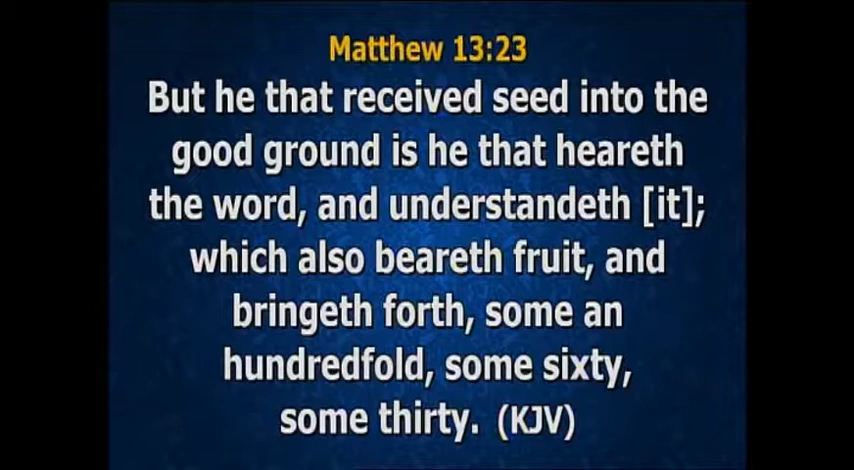 Matthew 13:23
But he that received seed into the
good ground is he that heareth
the word, and understandeth [it];
which also beareth fruit, and
bringeth forth, some an
hundredfold, some sixty,
some thirty. (KJV)